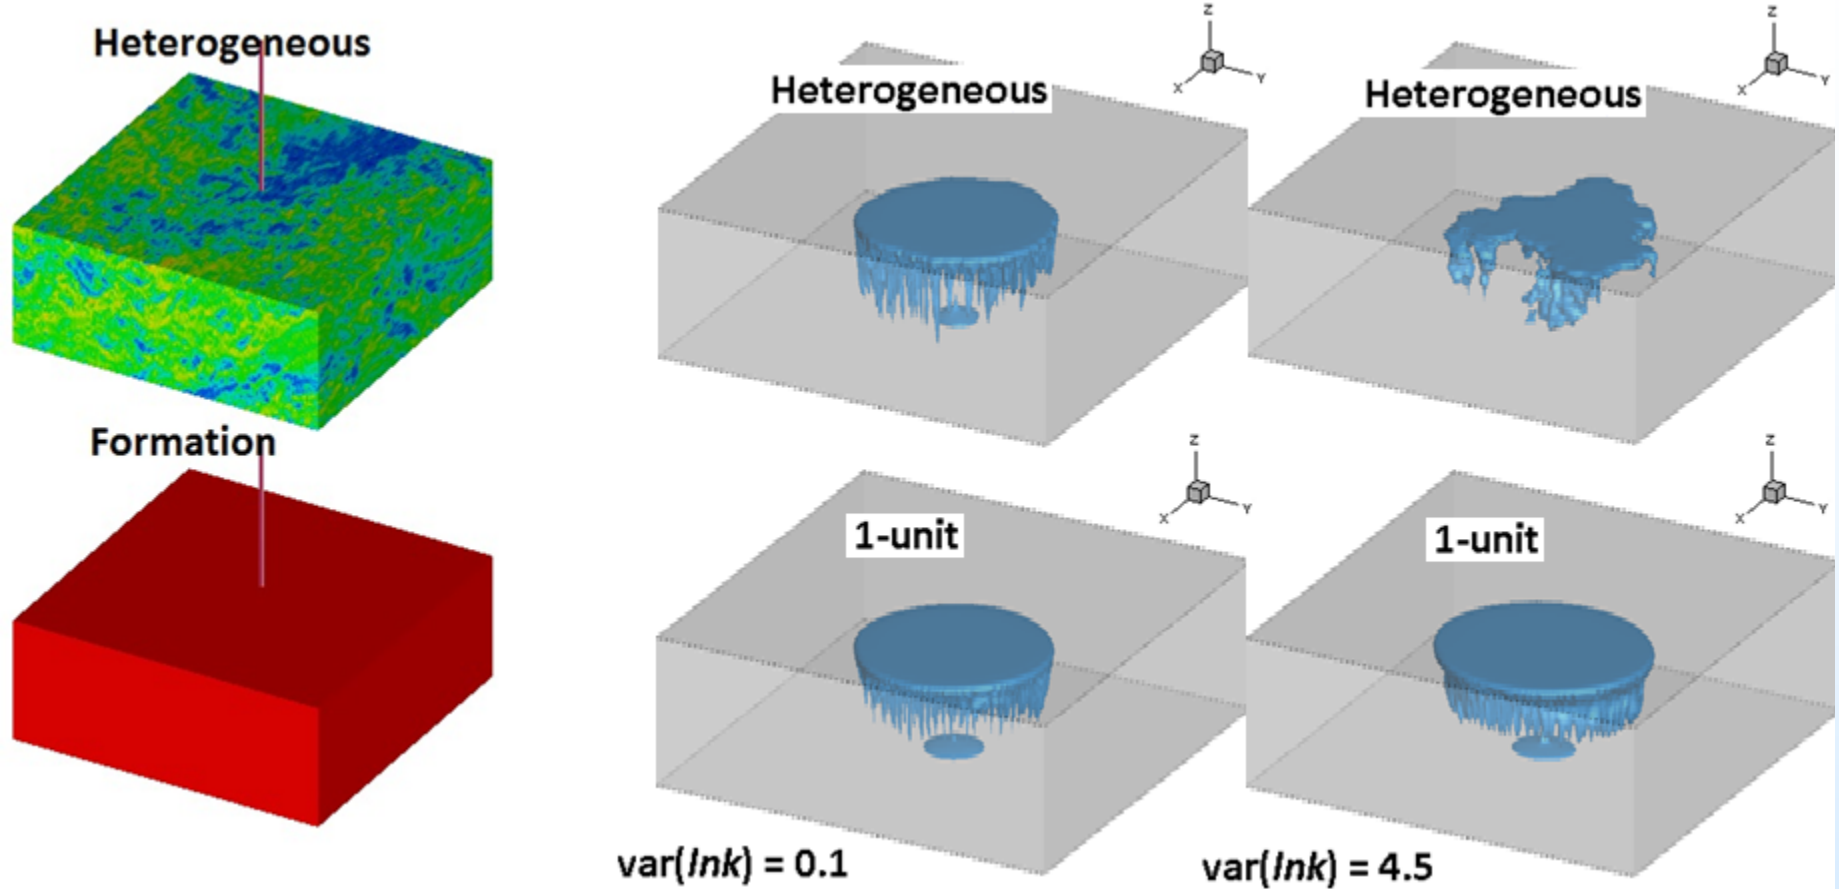 Heterogeneous
Heterogeneous
Z
X
Y
Heterogeneous
Z
X
Y
Formation
1-unit
Z
X
Y
1-unit
Z
X
Y
var(lnk) = 0.1
var(lnk) = 4.5